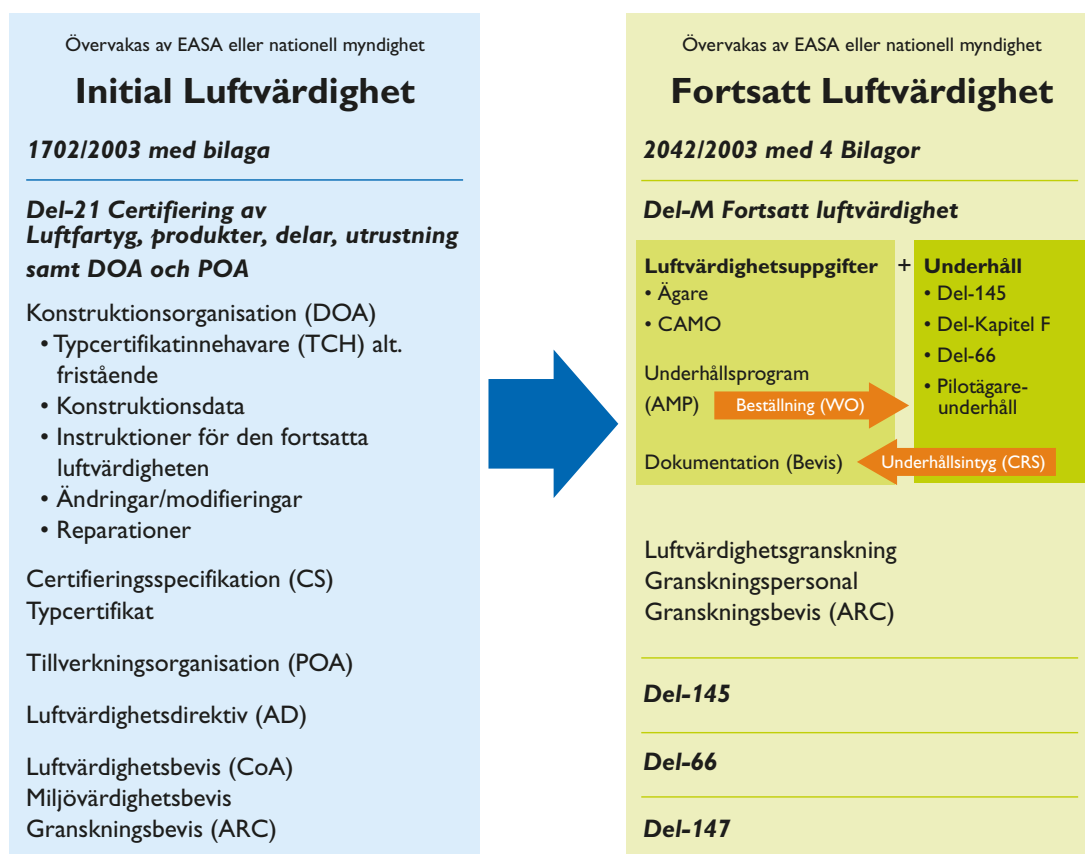 Övervakas av EASA eller nationell myndighet
Initial Luftvärdighet
1702/2003 med bilaga
Del-21 Certifiering av
Luftfartyg, produkter, delar, utrustning
samt DOA och POA
Konstruktionsorganisation (DOA)
• Typcertifikatinnehavare (TCH) alt.
fristående
• Konstruktionsdata
• Instruktioner för den fortsatta
luftvärdigheten
• Ändringar/modifieringar
• Reparationer
Certifieringsspecifikation (CS)
Typcertifikat
Tillverkningsorganisation (POA)
Luftvärdighetsdirektiv (AD)
Luftvärdighetsbevis (CoA)
Miljövärdighetsbevis
Granskningsbevis (ARC)
Övervakas av EASA eller nationell myndighet
Fortsatt Luftvärdighet
2042/2003 med 4 Bilagor
Del-M Fortsatt luftvärdighet
Luftvärdighetsuppgifter
• Ägare
• CAMO
Underhållsprogram
(AMP)
Beställning (WO)
Dokumentation (Bevis)
+
Underhåll
• Del-145
• Del-Kapitel F
• Del-66
• Pilotägare-
underhåll
Underhållsintyg (CRS)
Luftvärdighetsgranskning
Granskningspersonal
Granskningsbevis (ARC)
Del-145
Del-66
Del-147